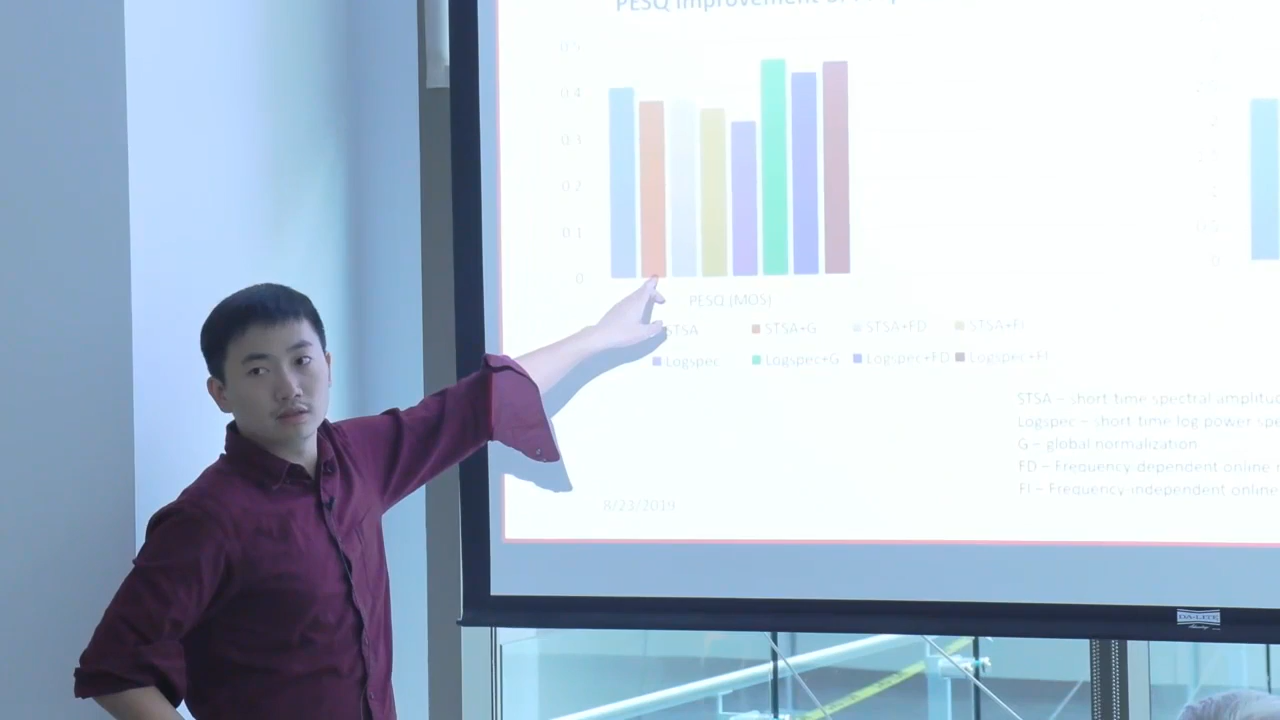 PESQ Improvement
0.5
0.4
0.3
0.2
0.1
0
PESQ (MOS)
STSA STSA+G STSA+FD STSA+FI
Logspec Logspec+G Logspec+FD Logspec+FI
STSA – short time spectral
Logspec – short time log power
G – global normalization
FD – Frequency dependent online
FI – Frequency independent online
8/23/2019
DA-LITE